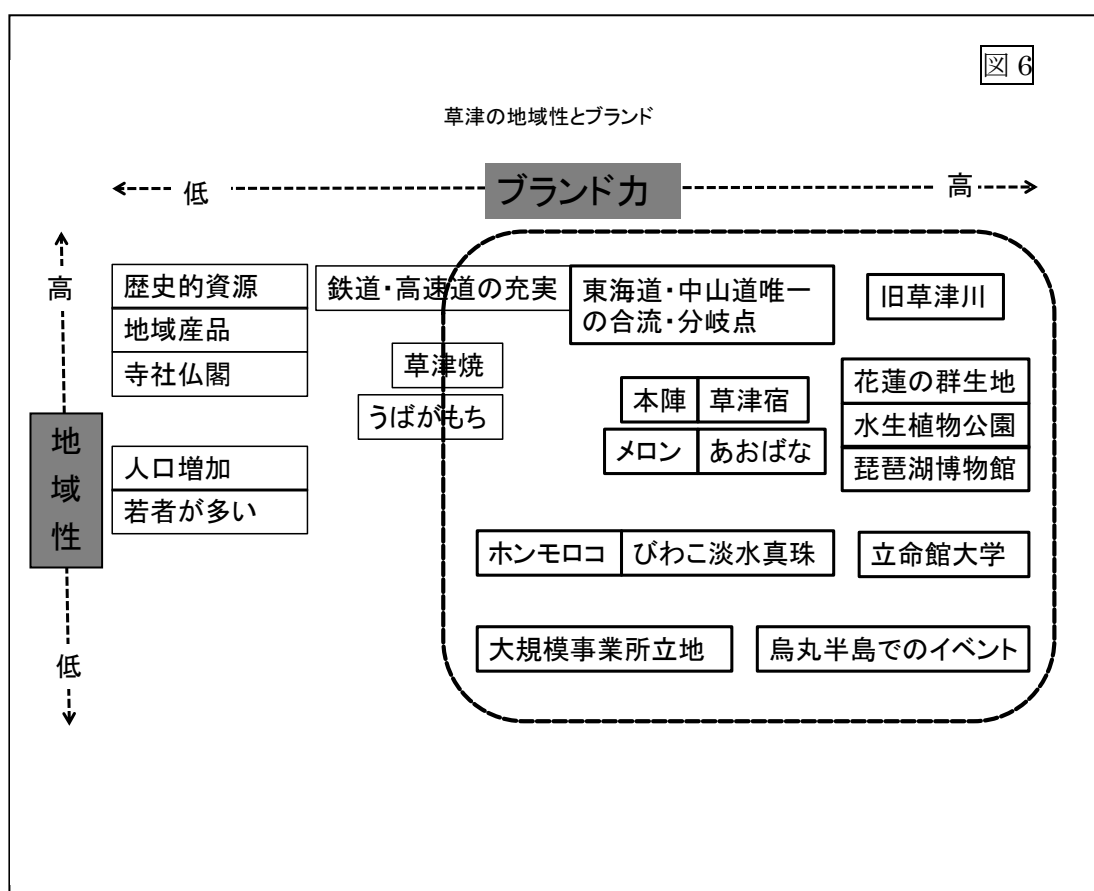 図 6
草津の地域性とブランド
低
ブランド力
高
高
歴史的資源
鉄道・高速道の充実
東海道・中山道唯一
の合流・分岐点
旧草津川
地域産品
寺社仏閣
草津焼
うばがもち
本陣
草津宿
メロン
あおばな
花蓮の群生地
水生植物公園
琵琶湖博物館
地域性
人口増加
若者が多い
ホンモロコ
びわこ淡水真珠
立命館大学
低
大規模事業所立地
烏丸半島でのイベント